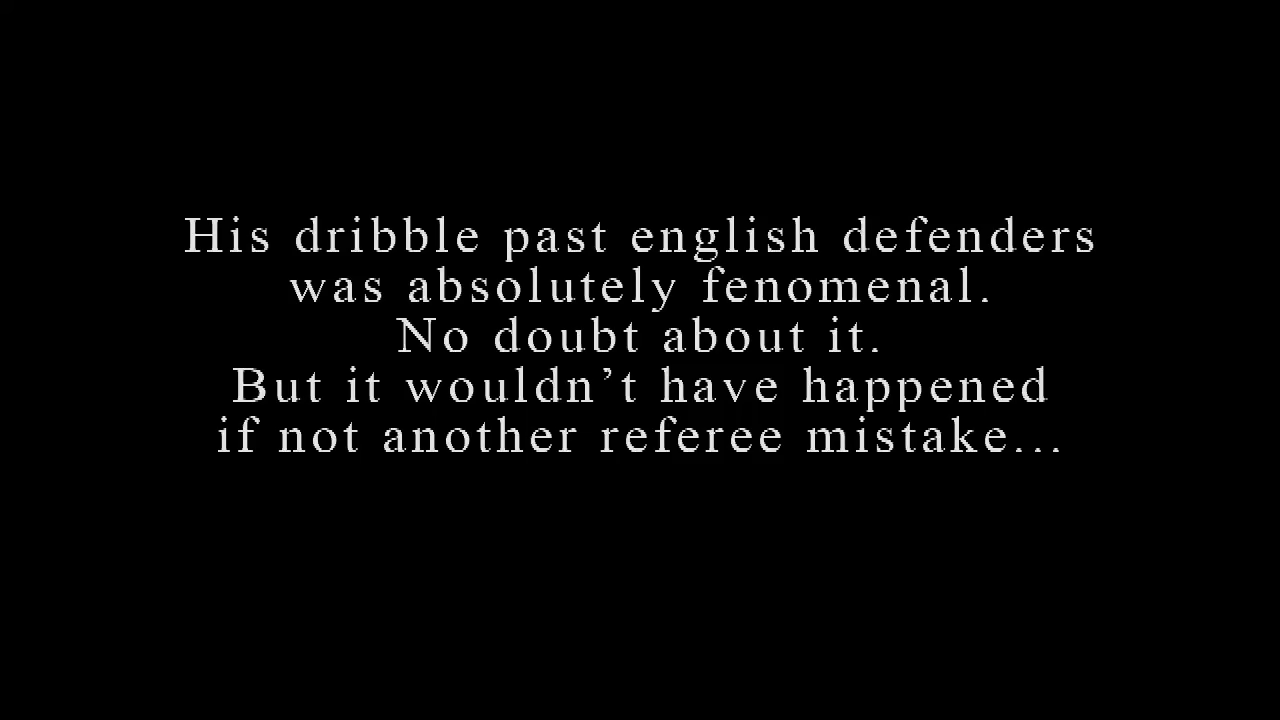 His dribble past english defenders
was absolutely fenomenal.
No doubt about it.
But it wouldn’t have happened
if not another referee mistake...